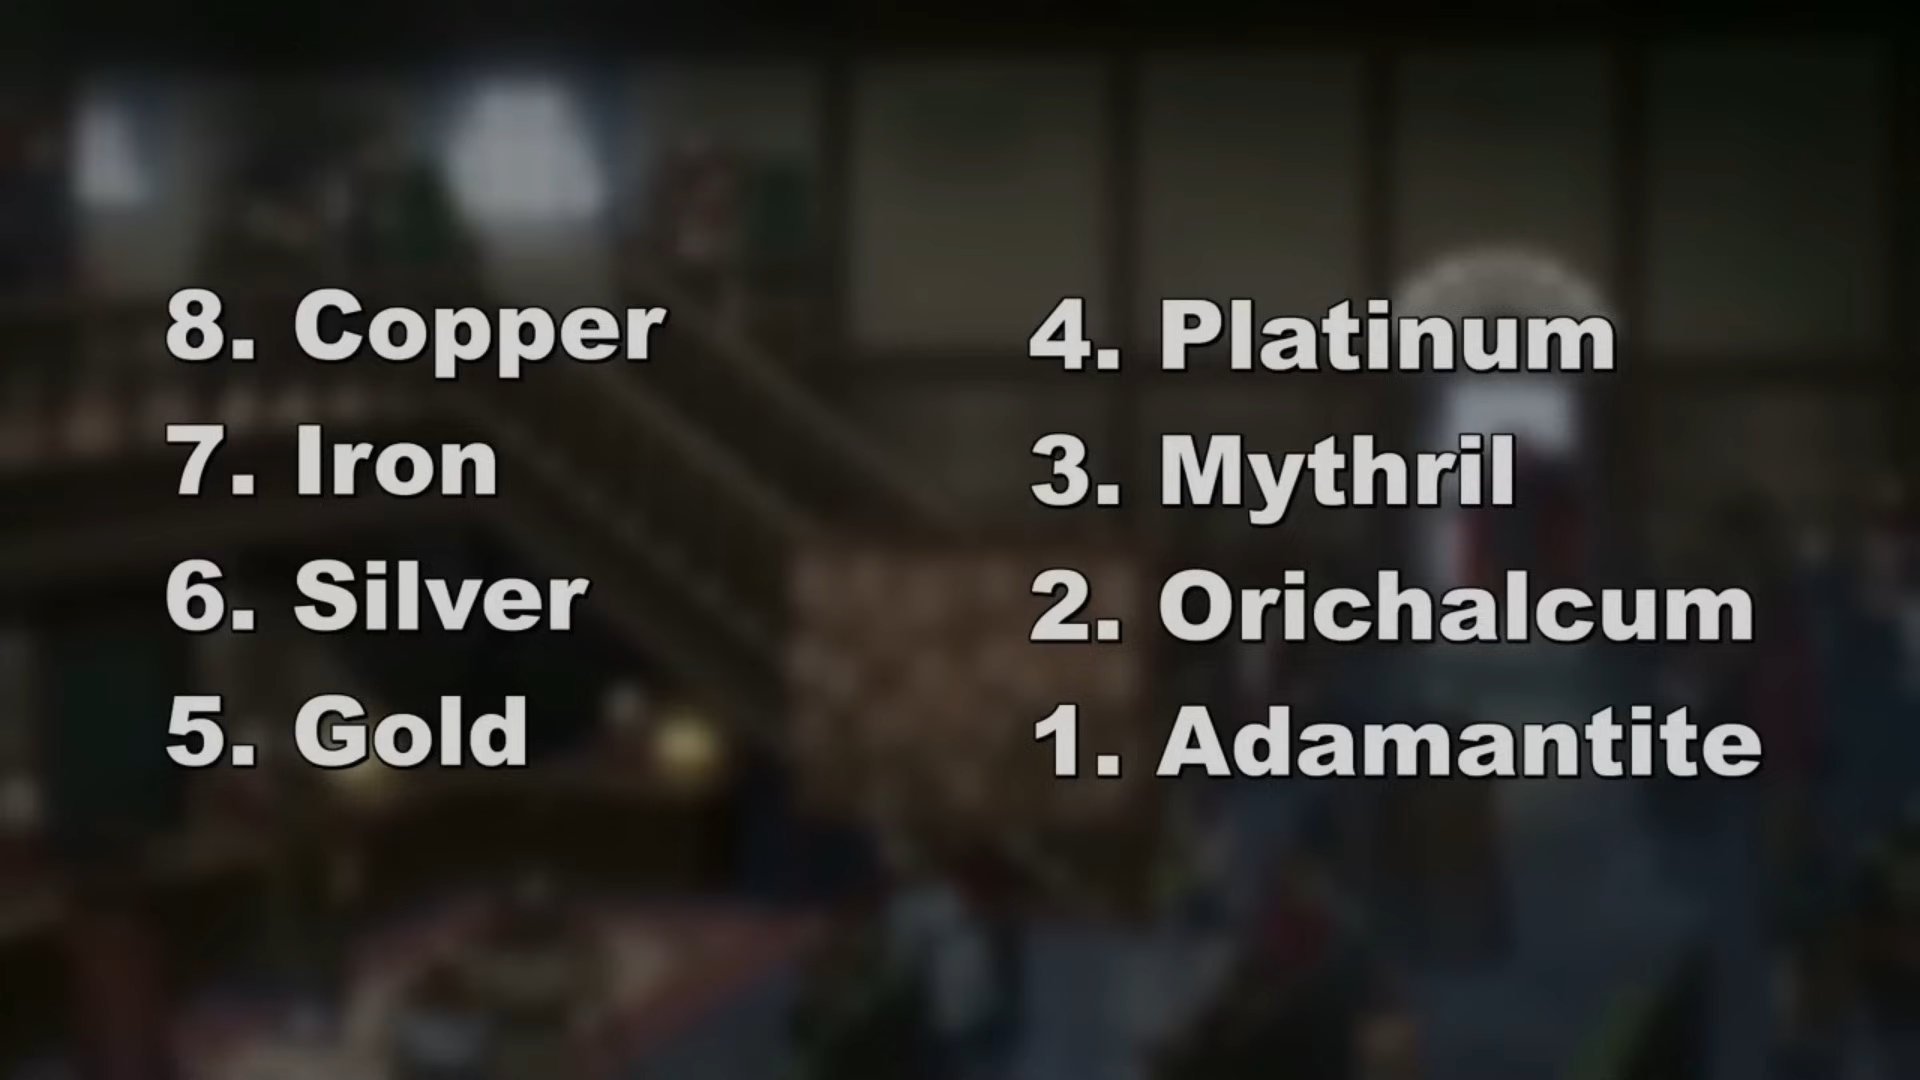 8. Copper
7. Iron
6. Silver
5. Gold
4. Platinum
3. Mythril
2. Orichalcum
1. Adamantite